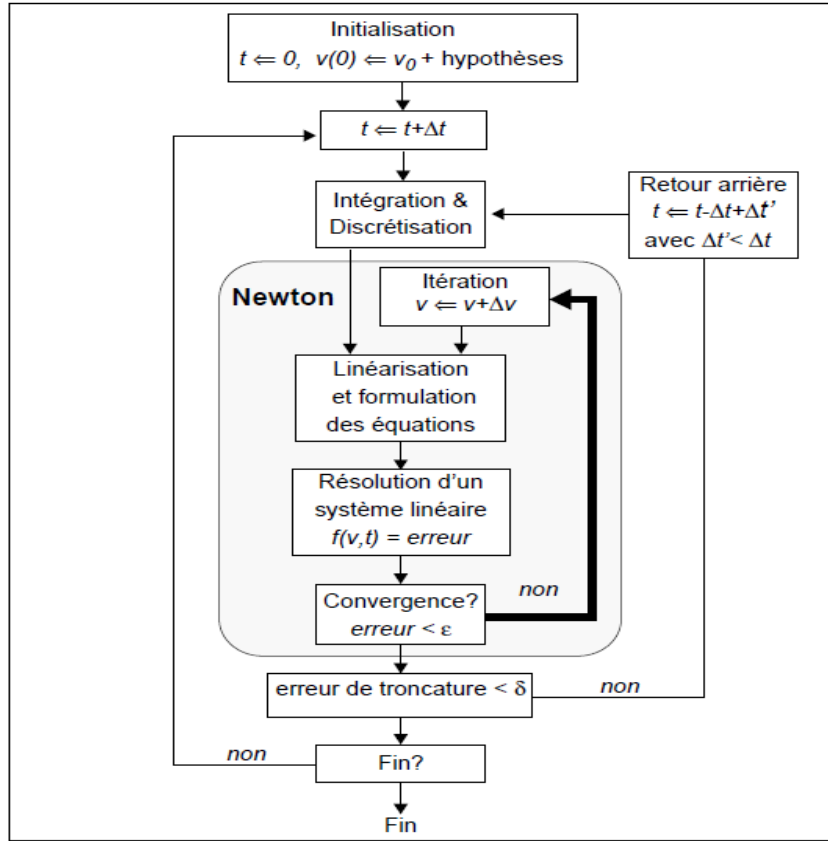 Initialisation
t ⇐ 0, v(0) ⇐ v₀ + hypothèses
t ⇐ t+Δt
Intégration &
Discrétisation
Retour arrière
t ⇐ t-Δt+Δt’
avec Δt’< Δt
Newton
Itération
v ⇐ v+Δv
Linéarisation
et formulation
des équations
Résolution d’un
système linéaire
f(v,t) = erreur
Convergence?
erreur < ε
non
erreur de troncature < δ
non
Fin?
non
Fin